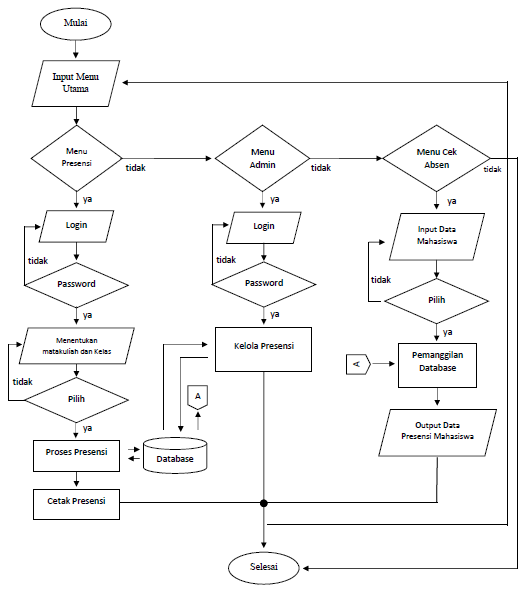 Mulai
Input Menu
Utama
Menu
Presensi
tidak
Menu
Admin
tidak
Menu Cek
Absen
tidak
ya
ya
ya
Login
tidak
Password
ya
Menentukan
matakuliah dan Kelas
tidak
Pilih
ya
Proses Presensi
Cetak Presensi
Database
A
Login
tidak
Password
ya
Kelola Presensi
Input Data
Mahasiswa
tidak
Pilih
ya
A
Pemanggilan
Database
Output Data
Presensi Mahasiswa
Selesai